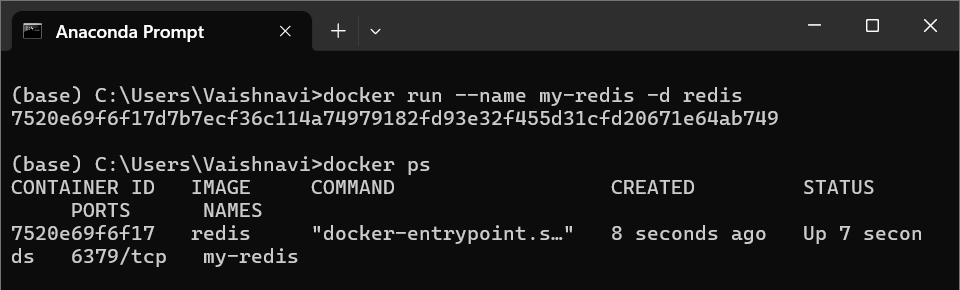 Anaconda Prompt
(base) C:\Users\Vaishnavi>docker run --name my-redis -d redis
7520e69f6f17d7b7ecf36c114a74979182fd93e32f455d31cfd20671e64ab749
(base) C:\Users\Vaishnavi>docker ps
CONTAINER ID   IMAGE     COMMAND                  CREATED         STATUS
     PORTS      NAMES
7520e69f6f17   redis     "docker-entrypoint.s…"   8 seconds ago   Up 7 secon
ds   6379/tcp   my-redis